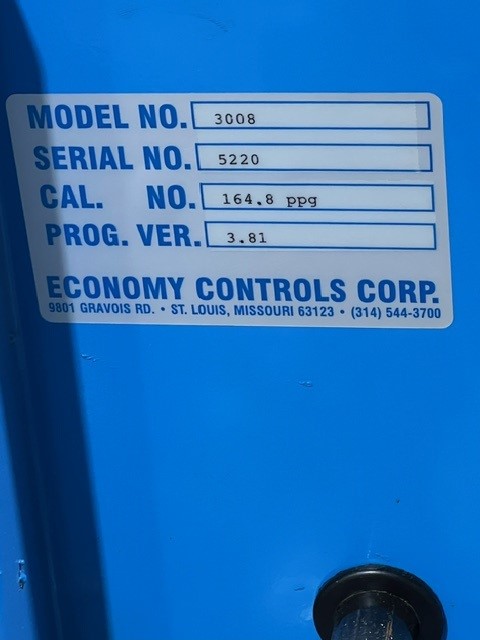 MODEL NO. 3008
SERIAL NO. 5220
CAL. NO. 164.8 ppg
PROG. VER. 3.81
ECONOMY CONTROLS CORP.
9801 GRAVOIS RD. • ST. LOUIS, MISSOURI 63123 • (314) 544-3700